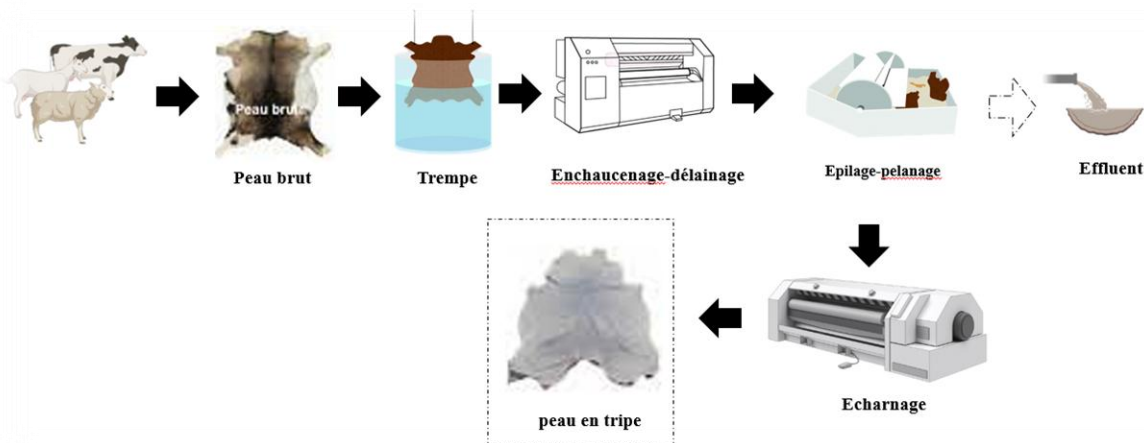 Peau brut
Peau brut
Trempe
Enchaucenage-délainage
Epilage-pelanage
Effluent
peau en tripe
Echarnage